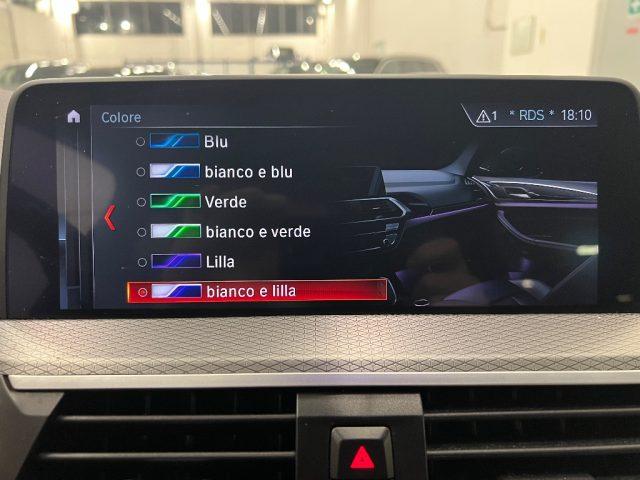 Colore
1 * RDS * 18:10
Blu
bianco e blu
Verde
bianco e verde
Lilla
bianco e lilla